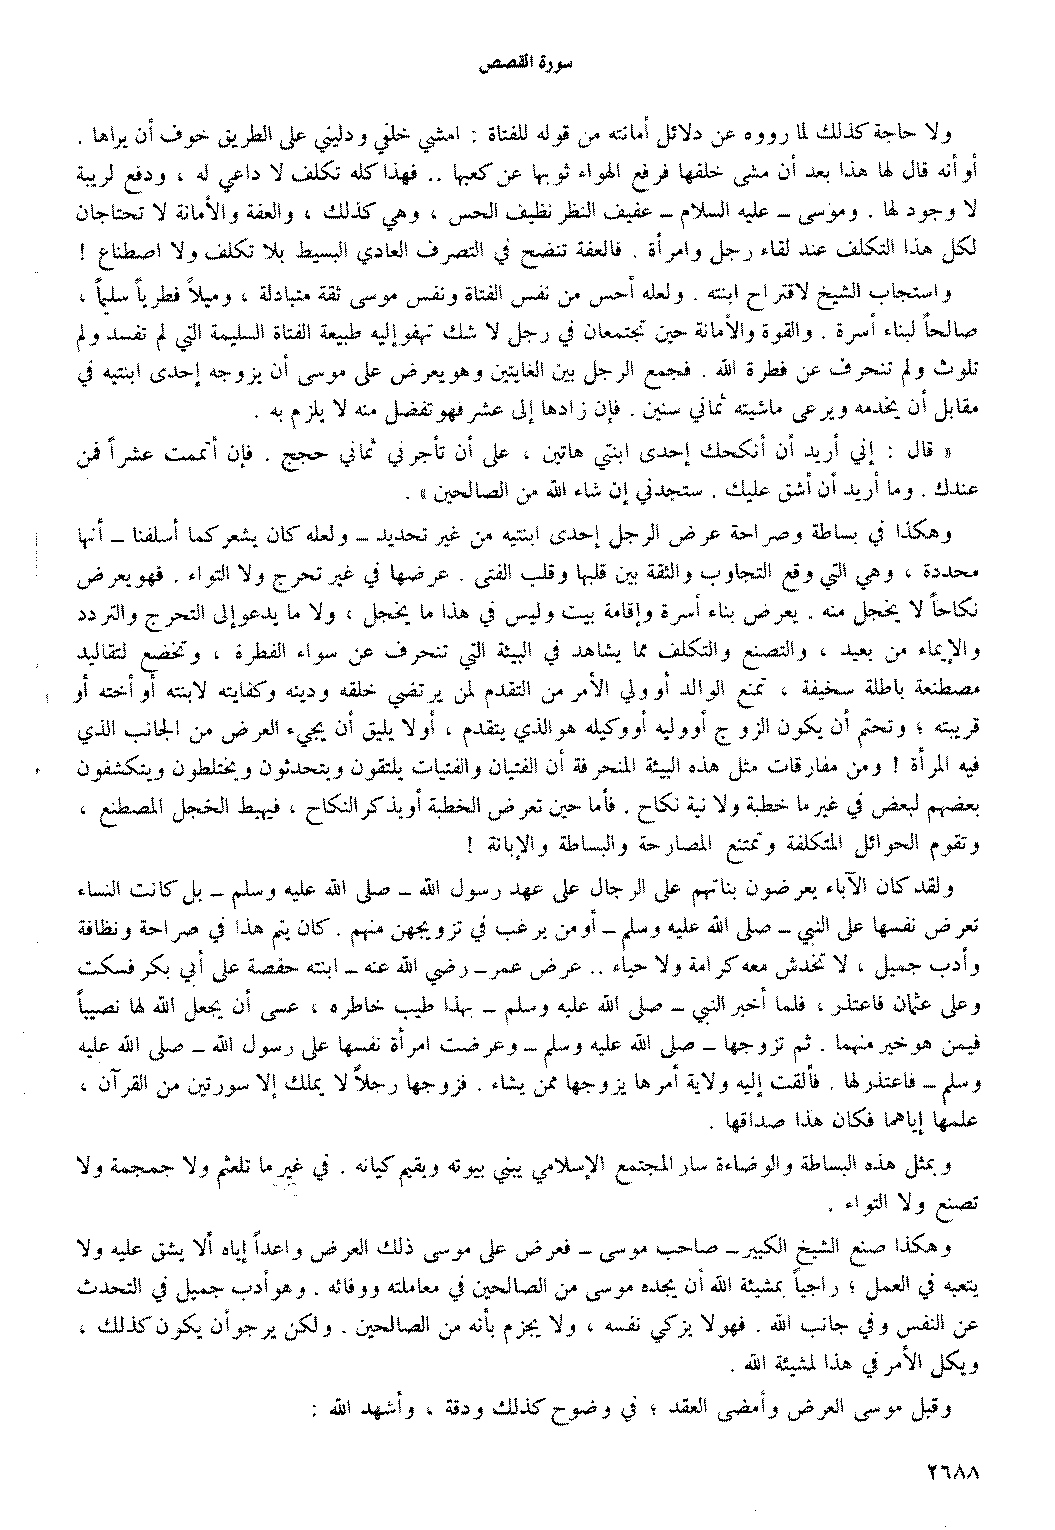 سورة القصص
ولا حاجة كذلك لما رووه عن دلائل أمانته من قوله للفتاة : امشي خلفي ودليني على الطريق خوف أن يراها .
أو أنه قال لها هذا بعد أن مشى خلفها فرفع الهواء ثوبها عن كعبها .. فهذا كله تكلف لا داعي له ، ودفع لريبة
لا وجود لها . وموسى – عليه السلام – عفيف النظر نظيف الحس ، وهي كذلك ، والعفة والأمانة لا تحتاجان
لكل هذا التكلف عند لقاء رجل وامرأة . فالعفة تنضح في التصرف العادي البسيط بلا تكلف ولا اصطناع !
واستجاب الشيخ لاقتراح ابنته . ولعله أحس من نفس الفتاة ونفس موسى ثقة متبادلة ، وميلاً فطرياً سليماً ،
صالحاً لبناء أسرة . والقوة والأمانة حين تجتمعان في رجل لا شك تهفو إليه طبيعة الفتاة السليمة التي لم تفسد ولم
تلوث ولم تنحرف عن فطرة الله . فجمع الرجل بين الغايتين وهو يعرض على موسى أن يزوجه إحدى ابنتيه في
مقابل أن يخدمه ويرعى ماشيته ثماني سنين . فإن زادها إلى عشر فهو تفضل منه لا يلزم به .
« قال : إني أريد أن أنكحك إحدى ابنتي هاتين ، على أن تأجرني ثماني حجج . فإن أتممت عشراً فمن
عندك . وما أريد أن أشق عليك . ستجدني إن شاء الله من الصالحين » .
وهكذا في بساطة وصراحة عرض الرجل إحدى ابنتيه من غير تحديد – ولعله كان يشعر كما أسلفنا – أنها
محددة ، وهي التي وقع التجاوب والثقة بين قلبها وقلب الفتى . عرضها في غير تحرج ولا التواء . فهو يعرض
نكاحاً لا يخجل منه . يعرض بناء أسرة وإقامة بيت وليس في هذا ما يخجل ، ولا ما يدعو إلى التحرج والتردد
والإيماء من بعيد ، والتصنع والتكلف مما يشاهد في البيئة التي تنحرف عن سواء الفطرة ، وتخضع لتقاليد
مصطنعة باطلة سخيفة ، تمنع الوالد أو ولي الأمر من التقدم لمن يرتضي خلقه ودينه وكفايته لابنته أو أخته أو
قريبته ؛ وتحتم أن يكون الزوج أو وليه أو وكيله هو الذي يتقدم ، أو لا يليق أن يجيء العرض من الجانب الذي
فيه المرأة ! ومن مفارقات مثل هذه البيئة المنحرفة أن الفتيان والفتيات يلتقون ويتحدثون ويختلطون ويتكشفون
بعضهم لبعض في غير ما خطبة ولا نية نكاح . فأما حين تعرض الخطبة أو يذكر النكاح ، فيهبط الخجل المصطنع ،
وتقوم الحوائل المتكلفة وتمتنع المصارحة والبساطة والإبانة !
ولقد كان الآباء يعرضون بناتهم على الرجال على عهد رسول الله – صلى الله عليه وسلم – بل كانت النساء
تعرض نفسها على النبي – صلى الله عليه وسلم – أو من يرغب في تزويجهن منهم . كان يتم هذا في صراحة ونظافة
وأدب جميل ، لا تخدش معه كرامة ولا حياء .. عرض عمر – رضي الله عنه – ابنته حفصة على أبي بكر فسكت
وعلى عثمان فاعتذر ، فلما أخبر النبي – صلى الله عليه وسلم – بهذا طيب خاطره ، عسى أن يجعل الله لها نصيباً
فيمن هو خير منهما . ثم تزوجها – صلى الله عليه وسلم – وعرضت امرأة نفسها على رسول الله – صلى الله عليه
وسلم – فاعتذر لها . فألقت إليه ولاية أمرها يزوجها ممن يشاء . فزوجها رجلاً لا يملك إلا سورتين من القرآن ،
علمها إياهما فكان هذا صداقها .
وبمثل هذه البساطة والوضاءة سار المجتمع الإسلامي يبني بيوته ويقيم كيانه . في غير ما تلعثم ولا جمجمة ولا
تصنع ولا التواء .
وهكذا صنع الشيخ الكبير – صاحب موسى – فعرض على موسى ذلك العرض واعداً إياه ألا يشق عليه ولا
يتعبه في العمل ؛ راجياً بمشيئة الله أن يجده موسى من الصالحين في معاملته ووفائه . وهو أدب جميل في التحدث
عن النفس وفي جانب الله . فهو لا يزكي نفسه ، ولا يجزم بأنه من الصالحين . ولكن يرجو أن يكون كذلك ،
ويكل الأمر في هذا لمشيئة الله .
وقبل موسى العرض وأمضى العقد ؛ في وضوح كذلك ودقة ، وأشهد الله :
٢٦٨٨